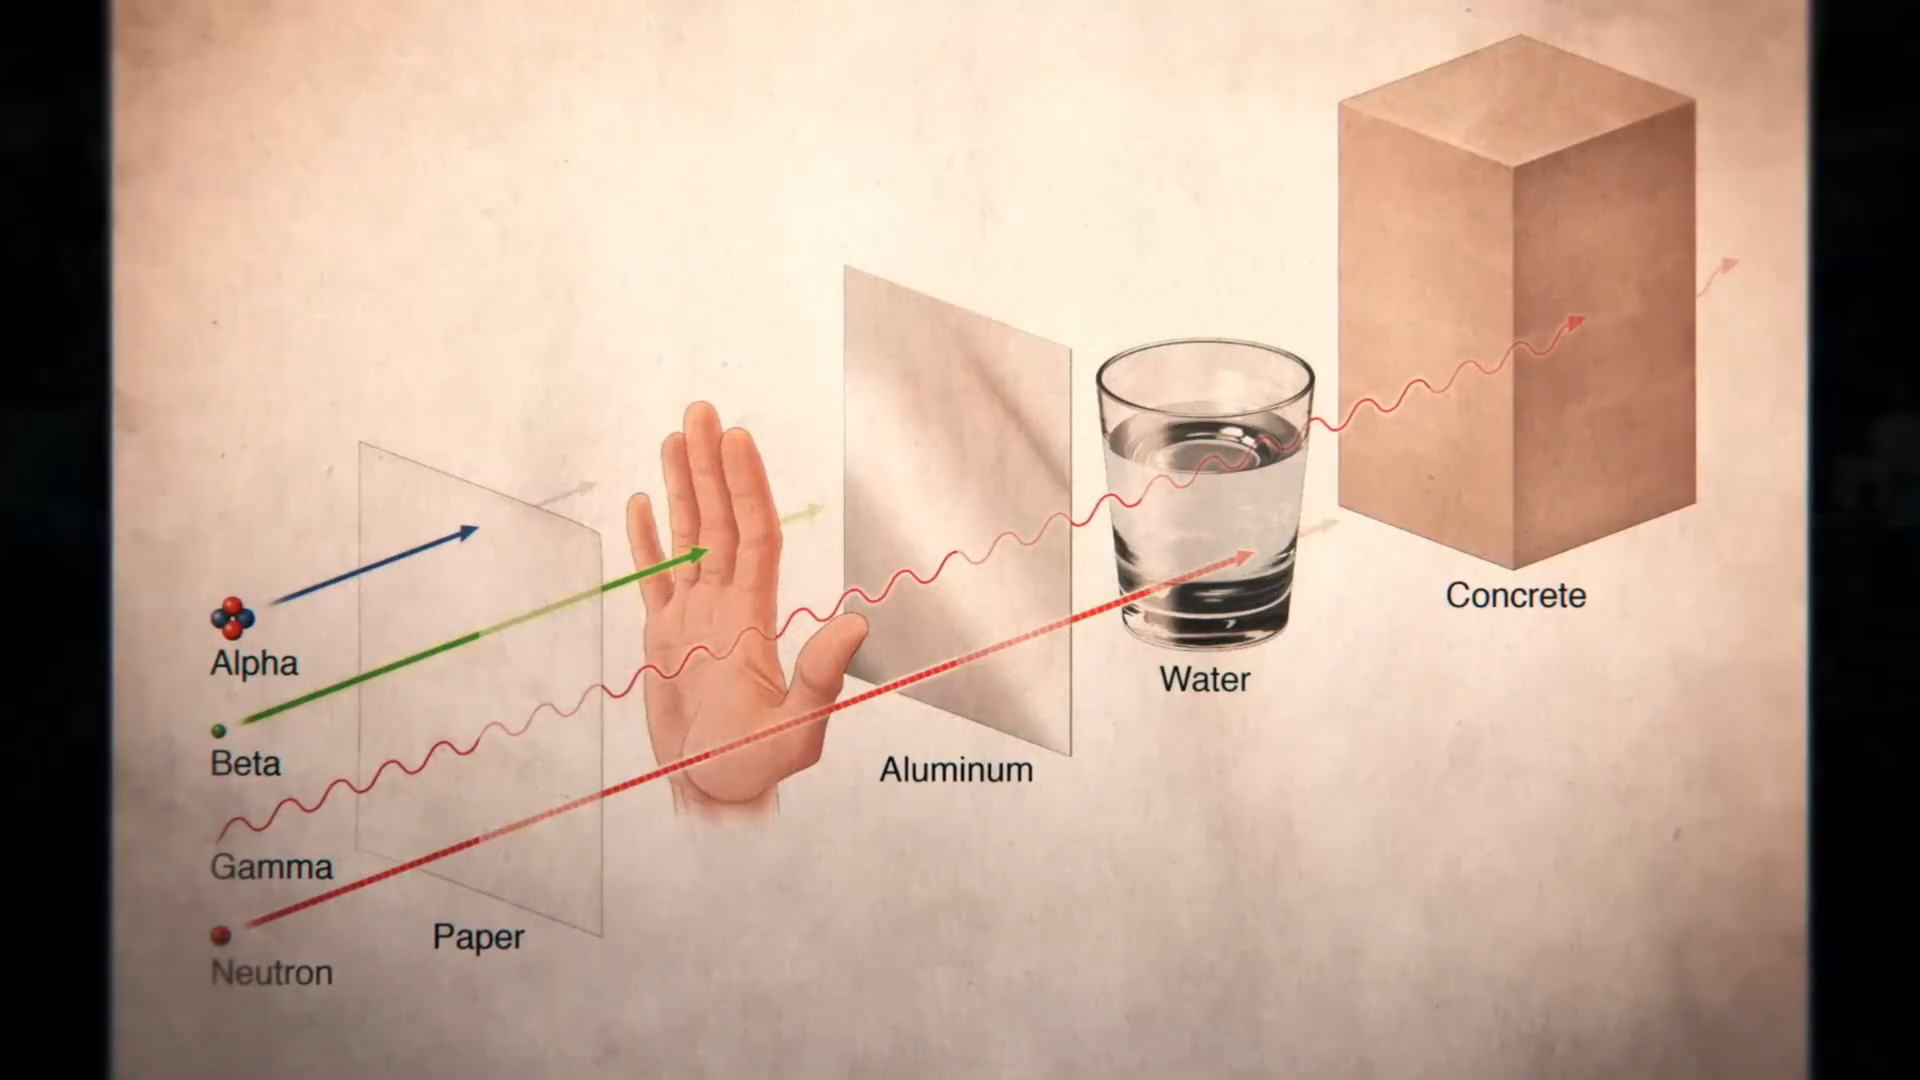 Alpha
Beta
Gamma
Neutron
Paper
Aluminum
Water
Concrete